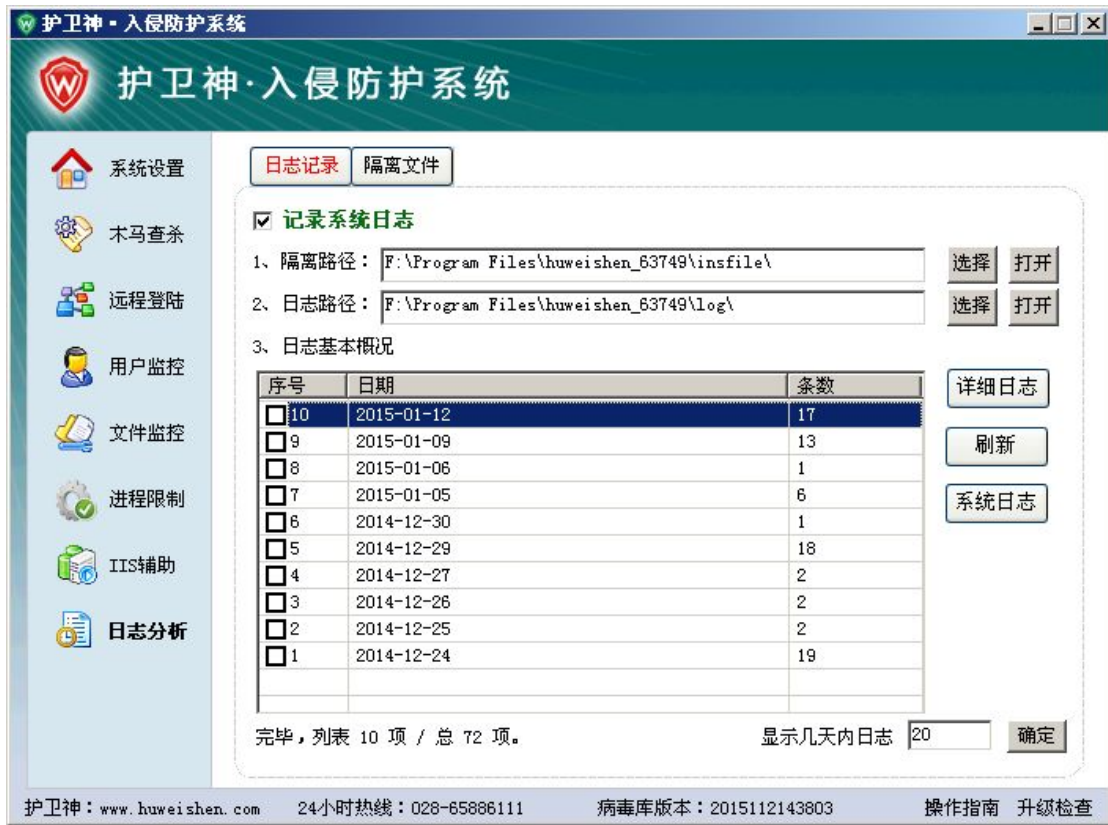 护卫神·入侵防护系统
护卫神·入侵防护系统
系统设置
木马查杀
远程登陆
用户监控
文件监控
进程限制
IIS辅助
日志分析
日志记录 隔离文件
记录系统日志
1、隔离路径： F:\Program Files\huweishen_63749\insfile\ 选择 打开
2、日志路径： F:\Program Files\huweishen_63749\log\ 选择 打开
3、日志基本概况
序号 日期 条数
10 2015-01-12 17
9 2015-01-09 13
8 2015-01-06 1
7 2015-01-05 6
6 2014-12-30 1
5 2014-12-29 18
4 2014-12-27 2
3 2014-12-26 2
2 2014-12-25 2
1 2014-12-24 19
详细日志
刷新
系统日志
完毕，列表 10 项 / 总 72 项。 显示几天内日志 20 确定
护卫神：www.huweishen.com 24小时热线：028-65886111 病毒库版本：2015112143803 操作指南 升级检查